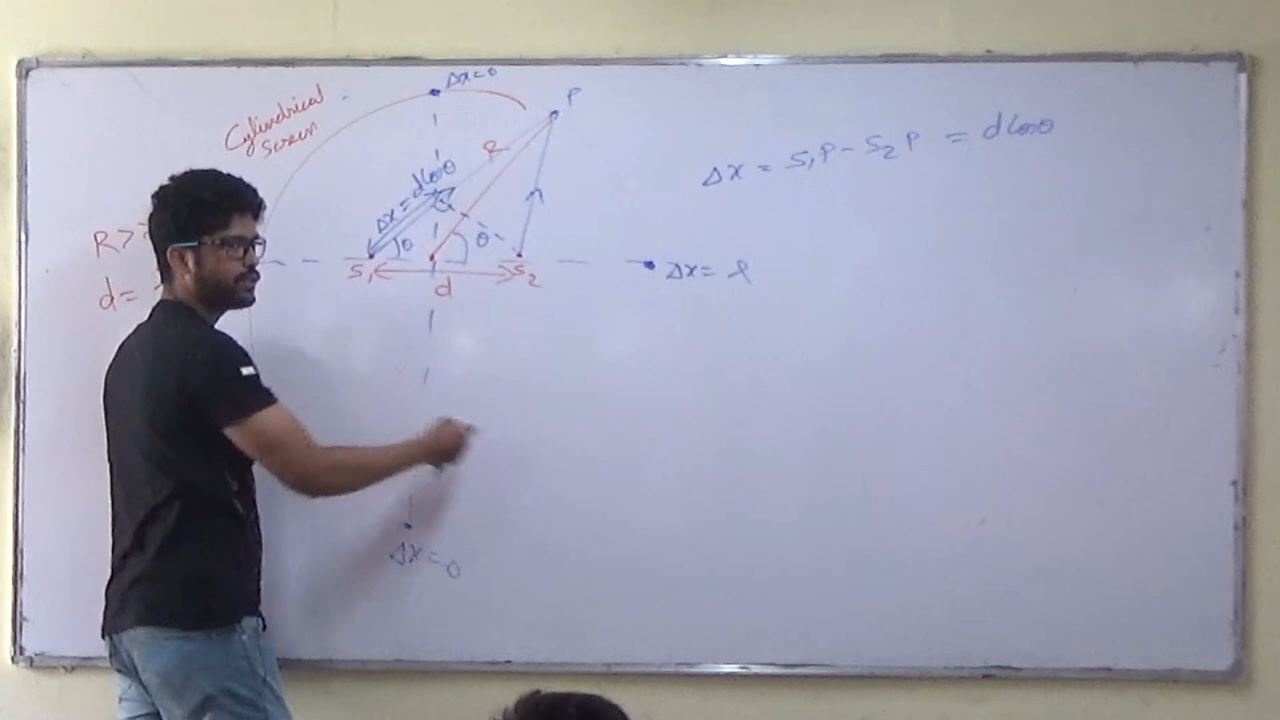 Δx=0
P
Cylindrical
Screen
R
Δx = S₁P - S₂P = dcosθ
Δx = dcosθ
R>
θ
θ
S₁
S₂
Δx=
d
d=
Δx=0